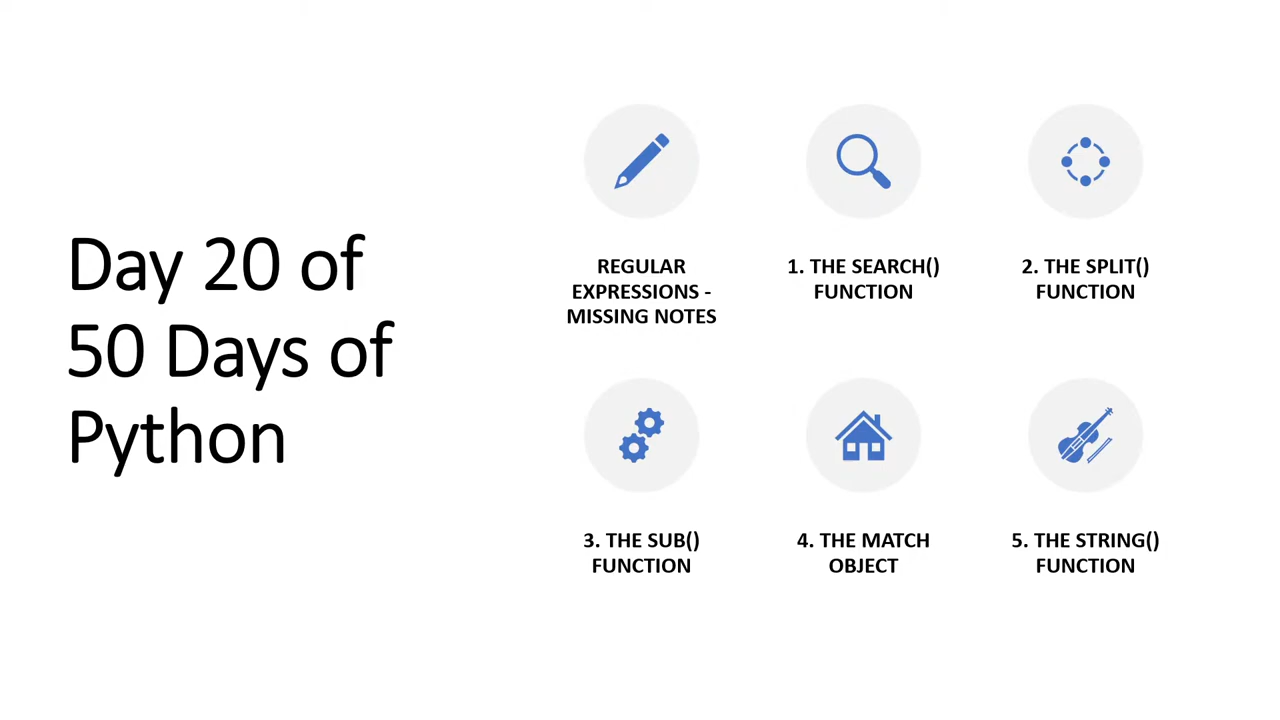 Day 20 of
50 Days of
Python
REGULAR
EXPRESSIONS -
MISSING NOTES
1. THE SEARCH()
FUNCTION
2. THE SPLIT()
FUNCTION
3. THE SUB()
FUNCTION
4. THE MATCH
OBJECT
5. THE STRING()
FUNCTION